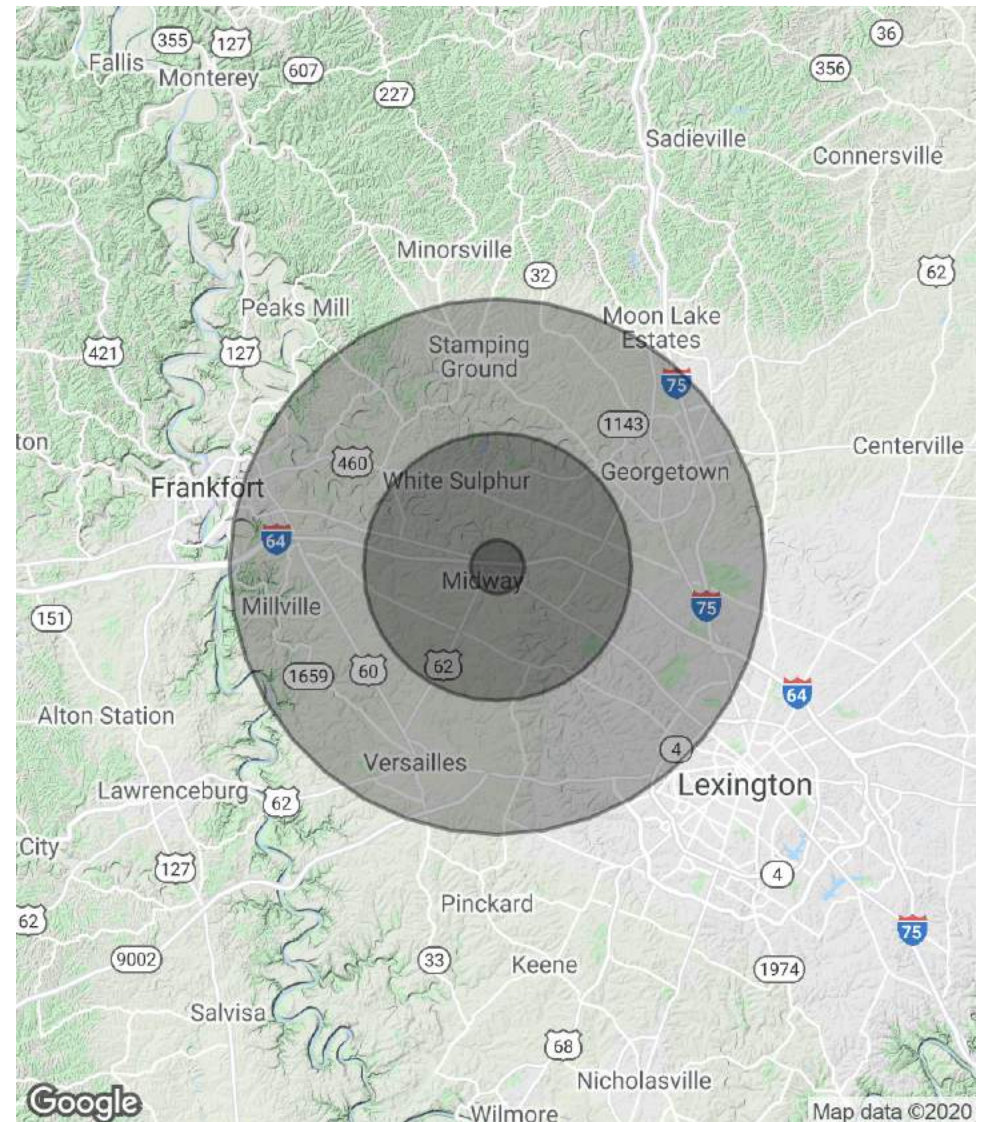 36
355
127
Fallis
Monterey
607
356
227
Sadieville
Connersville
Minorsville
32
62
Peaks Mill
Moon Lake
Estates
421
127
Stamping
Ground
75
1143
ton
Centerville
460
Georgetown
White Sulphur
Frankfort
64
Midway
Millville
75
151
1659
60
62
64
Alton Station
4
Versailles
Lexington
Lawrenceburg
62
City
127
4
Pinckard
62
75
9002
33
Keene
1974
Salvisa
68
Nicholasville
Google
Wilmore
Map data ©2020